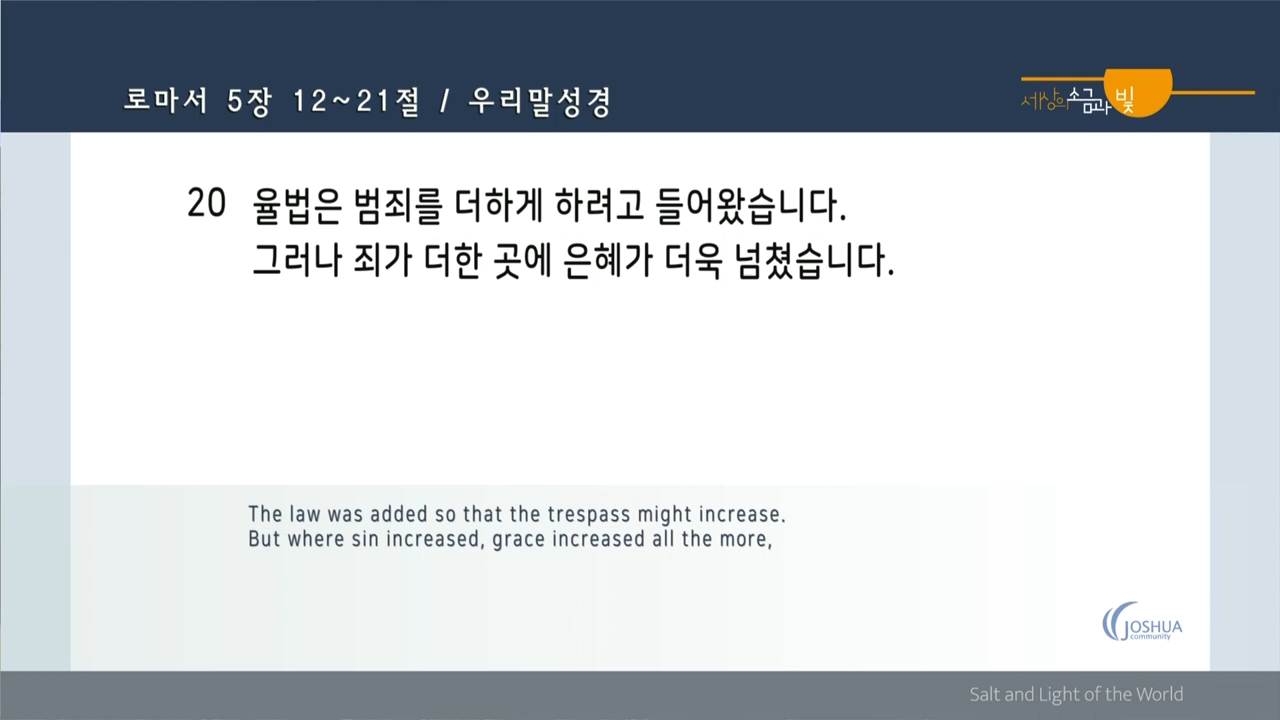 로마서 5장 12~21절 / 우리말성경
세상의소금과빛
20 율법은 범죄를 더하게 하려고 들어왔습니다.
그러나 죄가 더한 곳에 은혜가 더욱 넘쳤습니다.
The law was added so that the trespass might increase.
But where sin increased, grace increased all the more,
JOSHUA
community
Salt and Light of the World